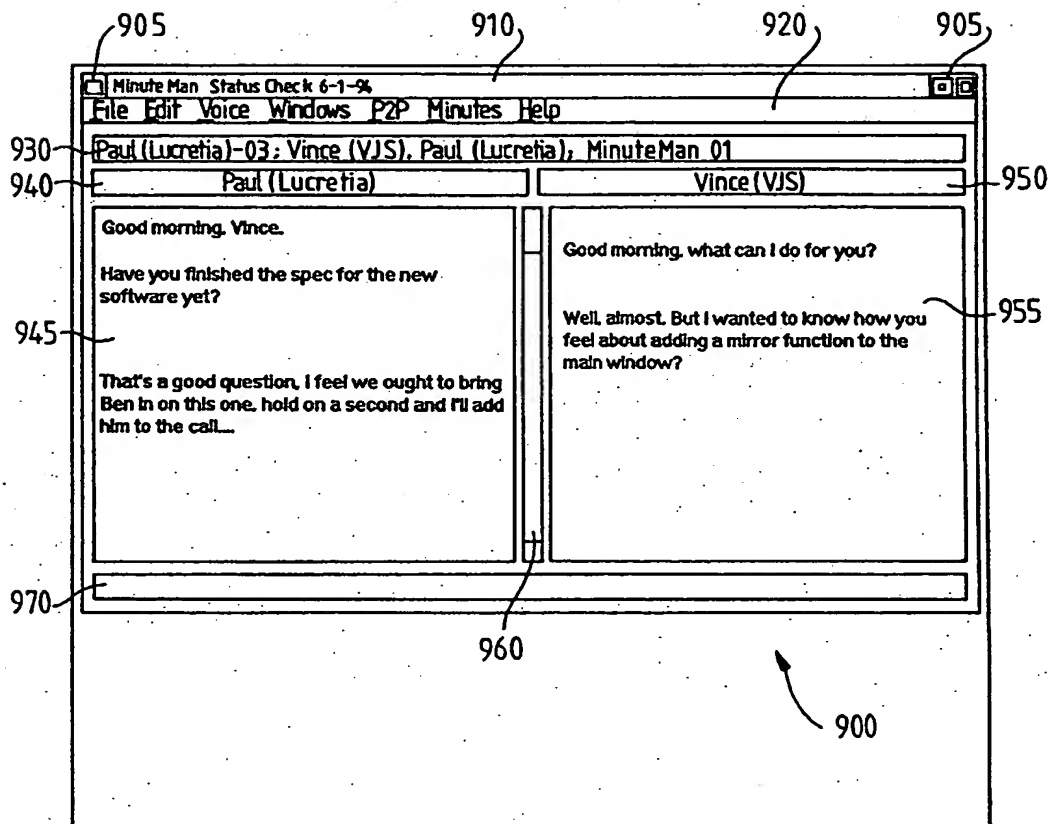 905 910 920 905
Minute Man Status Check 6-1-96
File Edit Voice Windows P2P Minutes Help
930 Paul (Lucretia)-03; Vince (VJS), Paul (Lucretia); MinuteMan 01
940 Paul (Lucretia) Vince (VJS) 950
Good morning, Vince.
Good morning, what can I do for you?
Have you finished the spec for the new
software yet?
955
Well, almost. But I wanted to know how you
feel about adding a mirror function to the
main window?
945
That's a good question, I feel we ought to bring
Ben in on this one, hold on a second and I'll add
him to the call....
970
960
900